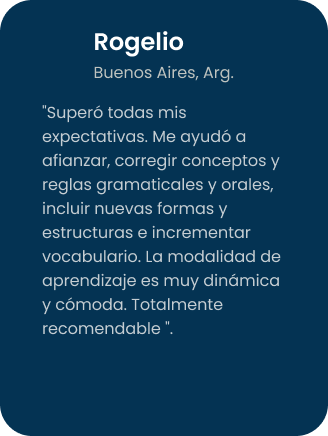 Rogelio
Buenos Aires, Arg.
"Superó todas mis
expectativas. Me ayudó a
afianzar, corregir conceptos y
reglas gramaticales y orales,
incluir nuevas formas y
estructuras e incrementar
vocabulario. La modalidad de
aprendizaje es muy dinámica
y cómoda. Totalmente
recomendable ".